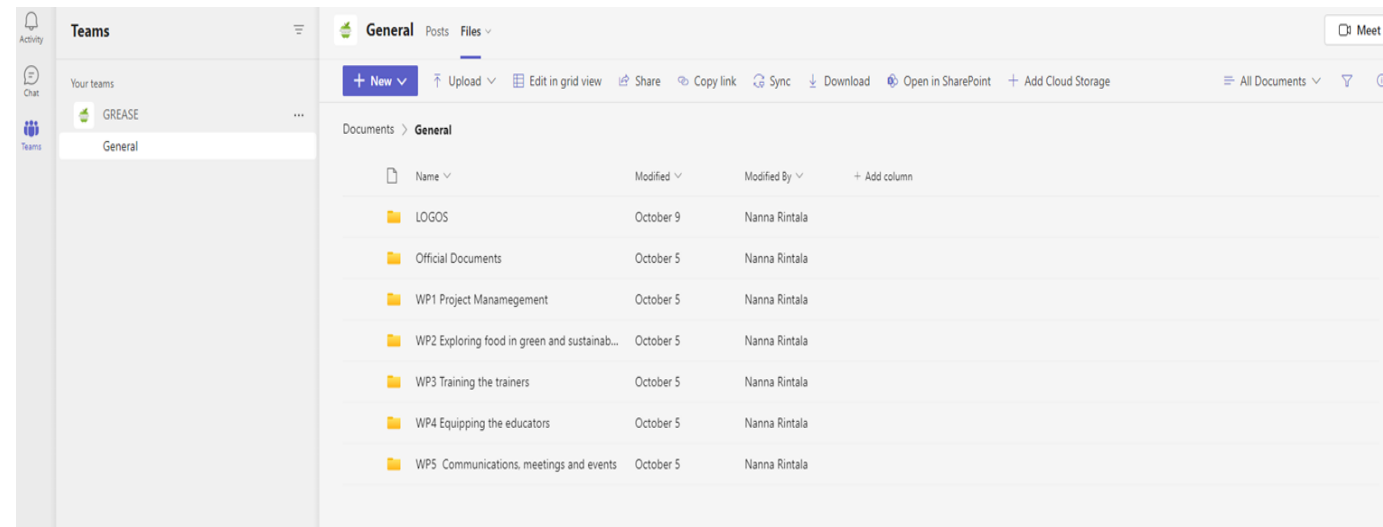 Activity
Chat
Teams
Teams
Your teams
GREASE
...
General
General Posts Files
Meet
+ New Upload Edit in grid view Share Copy link Sync Download Open in SharePoint + Add Cloud Storage All Documents
Documents > General
Name Modified Modified By + Add column
LOGOS October 9 Nanna Rintala
Official Documents October 5 Nanna Rintala
WP1 Project Manamegement October 5 Nanna Rintala
WP2 Exploring food in green and sustainab... October 5 Nanna Rintala
WP3 Training the trainers October 5 Nanna Rintala
WP4 Equipping the educators October 5 Nanna Rintala
WP5 Communications, meetings and events October 5 Nanna Rintala